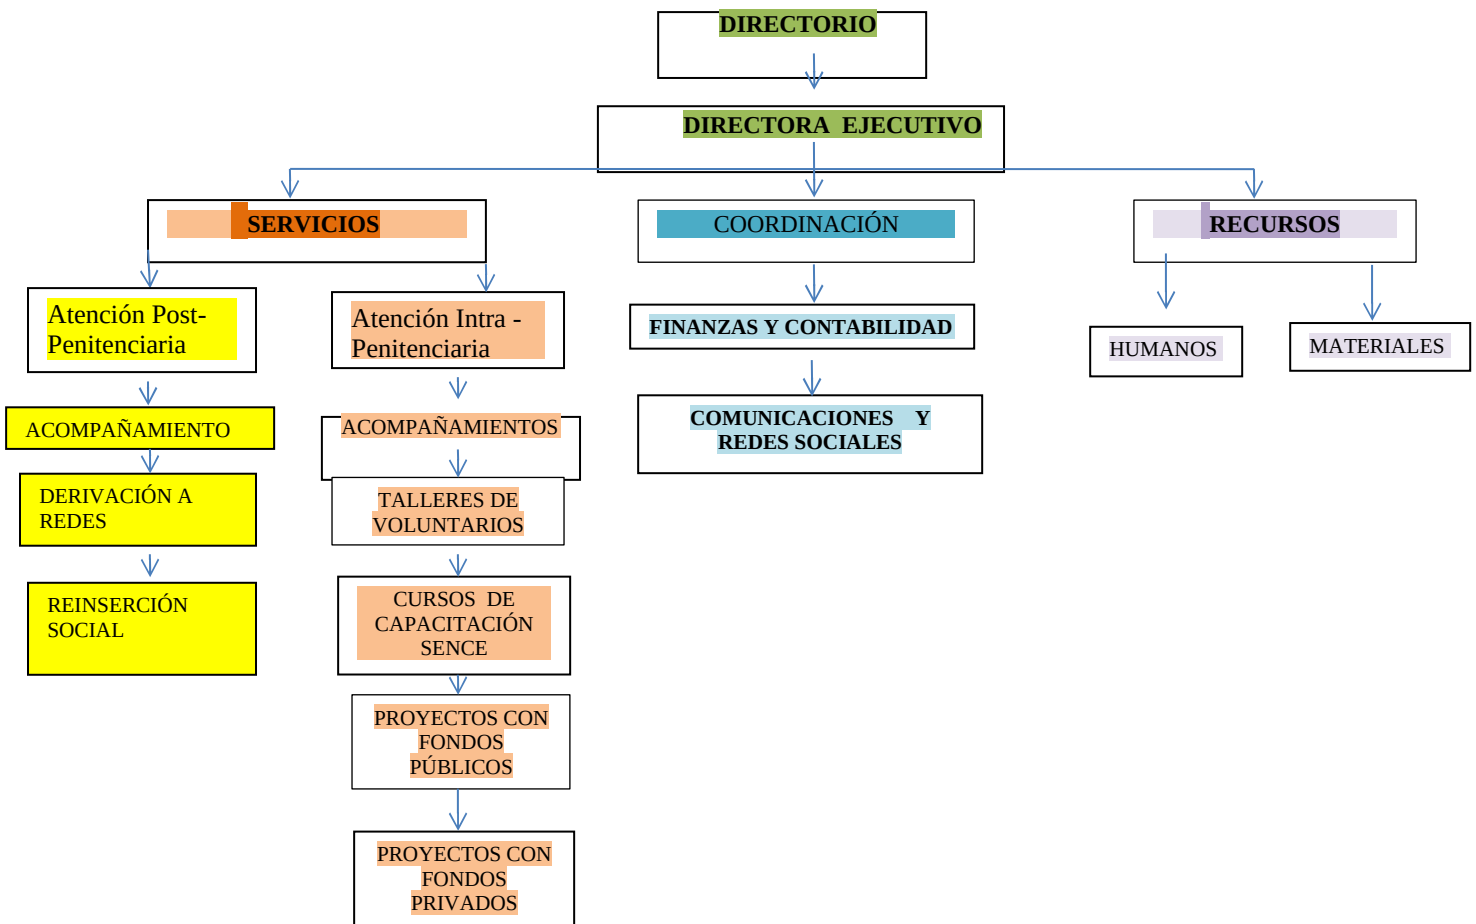 DIRECTORIO
DIRECTORA EJECUTIVO
SERVICIOS
COORDINACIÓN
RECURSOS
Atención Post-
Penitenciaria
Atención Intra -
Penitenciaria
FINANZAS Y CONTABILIDAD
HUMANOS
MATERIALES
ACOMPAÑAMIENTO
ACOMPAÑAMIENTOS
COMUNICACIONES Y
REDES SOCIALES
DERIVACIÓN A
REDES
TALLERES DE
VOLUNTARIOS
REINSERCIÓN
SOCIAL
CURSOS DE
CAPACITACIÓN
SENCE
PROYECTOS CON
FONDOS
PÚBLICOS
PROYECTOS CON
FONDOS
PRIVADOS